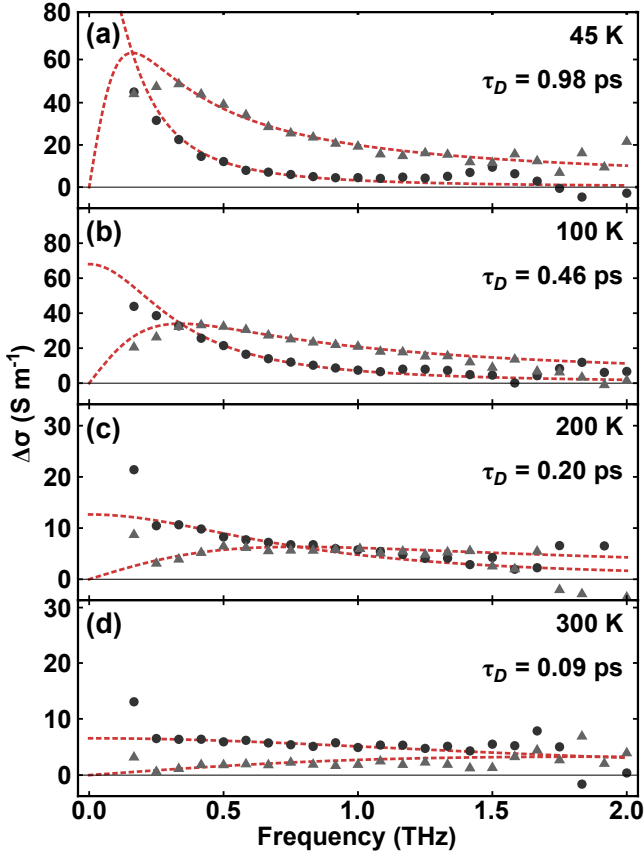 (a)
45 K
τD = 0.98 ps
80
60
40
20
0
(b)
100 K
τD = 0.46 ps
80
60
40
20
0
Δσ (S m⁻¹)
(c)
200 K
τD = 0.20 ps
30
20
10
0
(d)
300 K
τD = 0.09 ps
30
20
10
0
0.0 0.5 1.0 1.5 2.0
Frequency (THz)